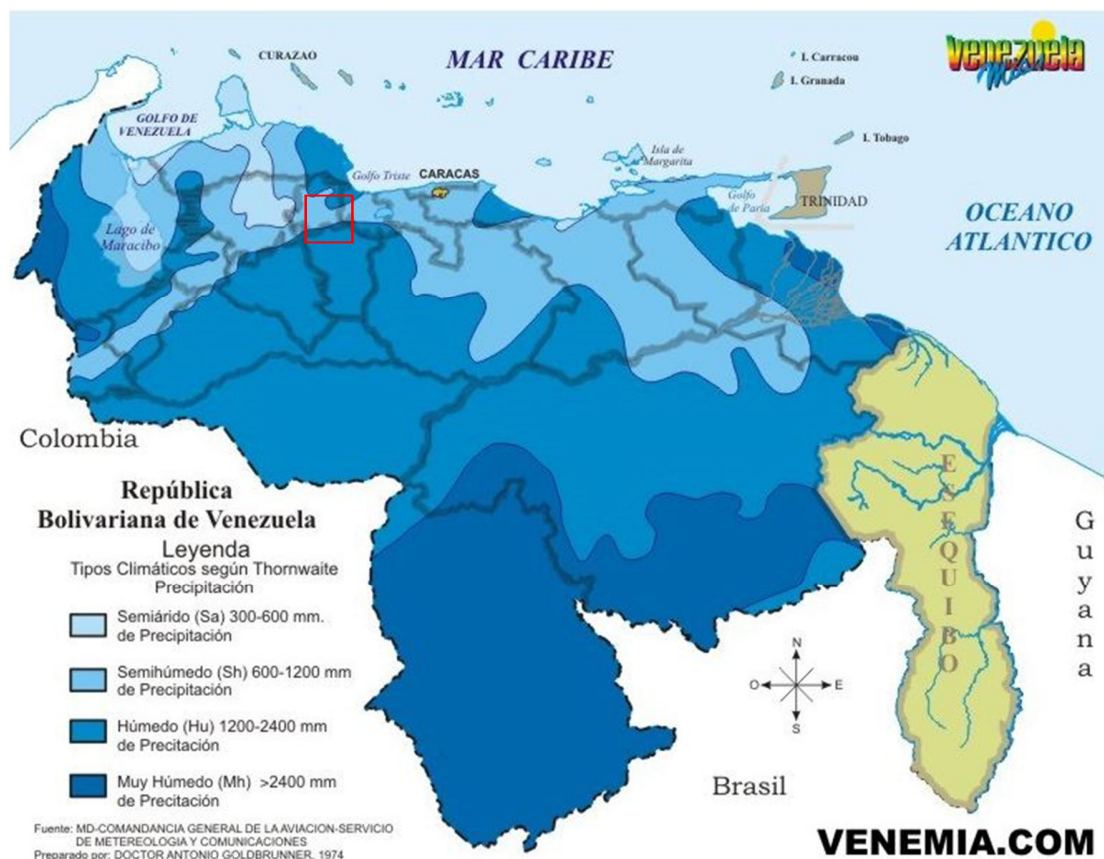 CURAZAO
MAR CARIBE
I. Carracou
I. Granada
Venezuela
Mia
GOLFO DE
VENEZUELA
I. Tobago
Isla de
Margarita
Golfo Triste
CARACAS
Golfo
de Paria
TRINIDAD
OCEANO
ATLANTICO
Lago de
Maracibo
Colombia
ESEQUIBO
Guyana
República
Bolivariana de Venezuela
Leyenda
Tipos Climáticos según Thornwaite
Precipitación
Semiárido (Sa) 300-600 mm.
de Precipitación
Semihúmedo (Sh) 600-1200 mm
de Precipitación
Húmedo (Hu) 1200-2400 mm
de Precitación
Muy Húmedo (Mh) >2400 mm
de Precitación
N
O
E
S
Brasil
Fuente: MD-COMANDANCIA GENERAL DE LA AVIACION-SERVICIO
DE METEREOLOGIA Y COMUNICACIONES
Preparado por: DOCTOR ANTONIO GOLDBRUNNER, 1974
VENEMIA.COM